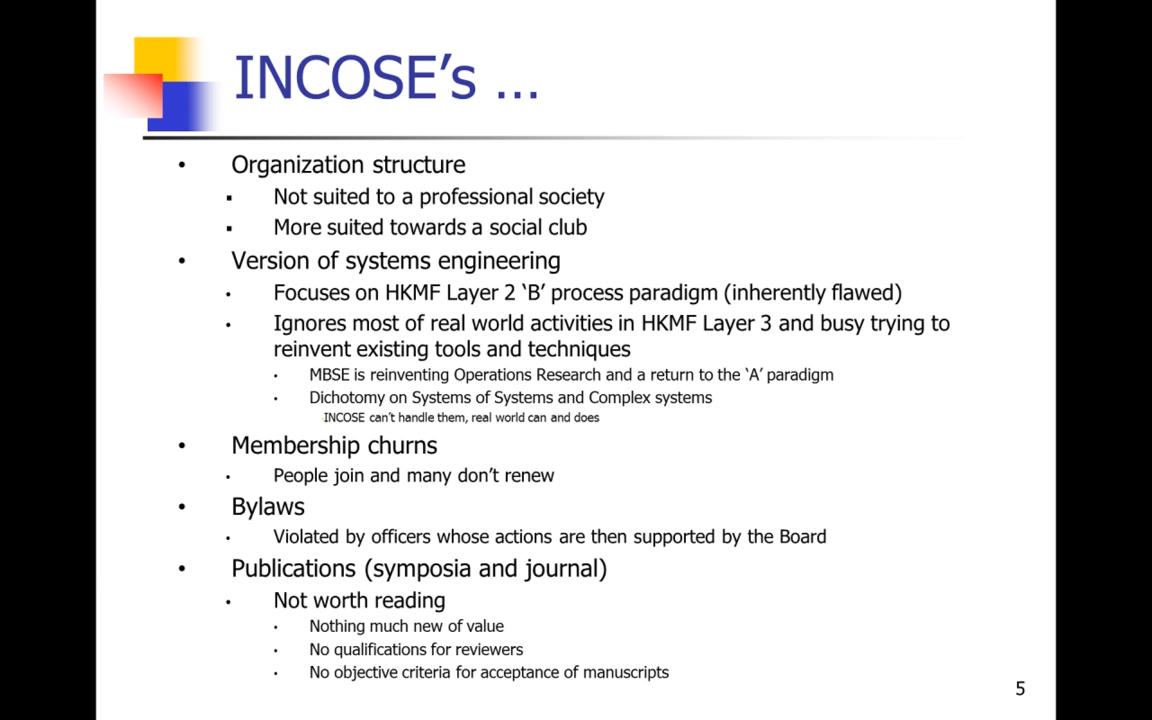 INCOSE’s …
• Organization structure
▪ Not suited to a professional society
▪ More suited towards a social club
• Version of systems engineering
• Focuses on HKMF Layer 2 ‘B’ process paradigm (inherently flawed)
• Ignores most of real world activities in HKMF Layer 3 and busy trying to
reinvent existing tools and techniques
• MBSE is reinventing Operations Research and a return to the ‘A’ paradigm
• Dichotomy on Systems of Systems and Complex systems
INCOSE can’t handle them, real world can and does
• Membership churns
• People join and many don’t renew
• Bylaws
• Violated by officers whose actions are then supported by the Board
• Publications (symposia and journal)
• Not worth reading
• Nothing much new of value
• No qualifications for reviewers
• No objective criteria for acceptance of manuscripts
5